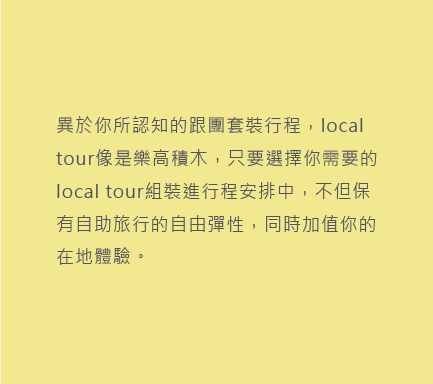 異於你所認知的跟團套裝行程，local
tour像是樂高積木，只要選擇你需要的
local tour組裝進行程安排中，不但保
有自助旅行的自由彈性，同時加值你的
在地體驗。